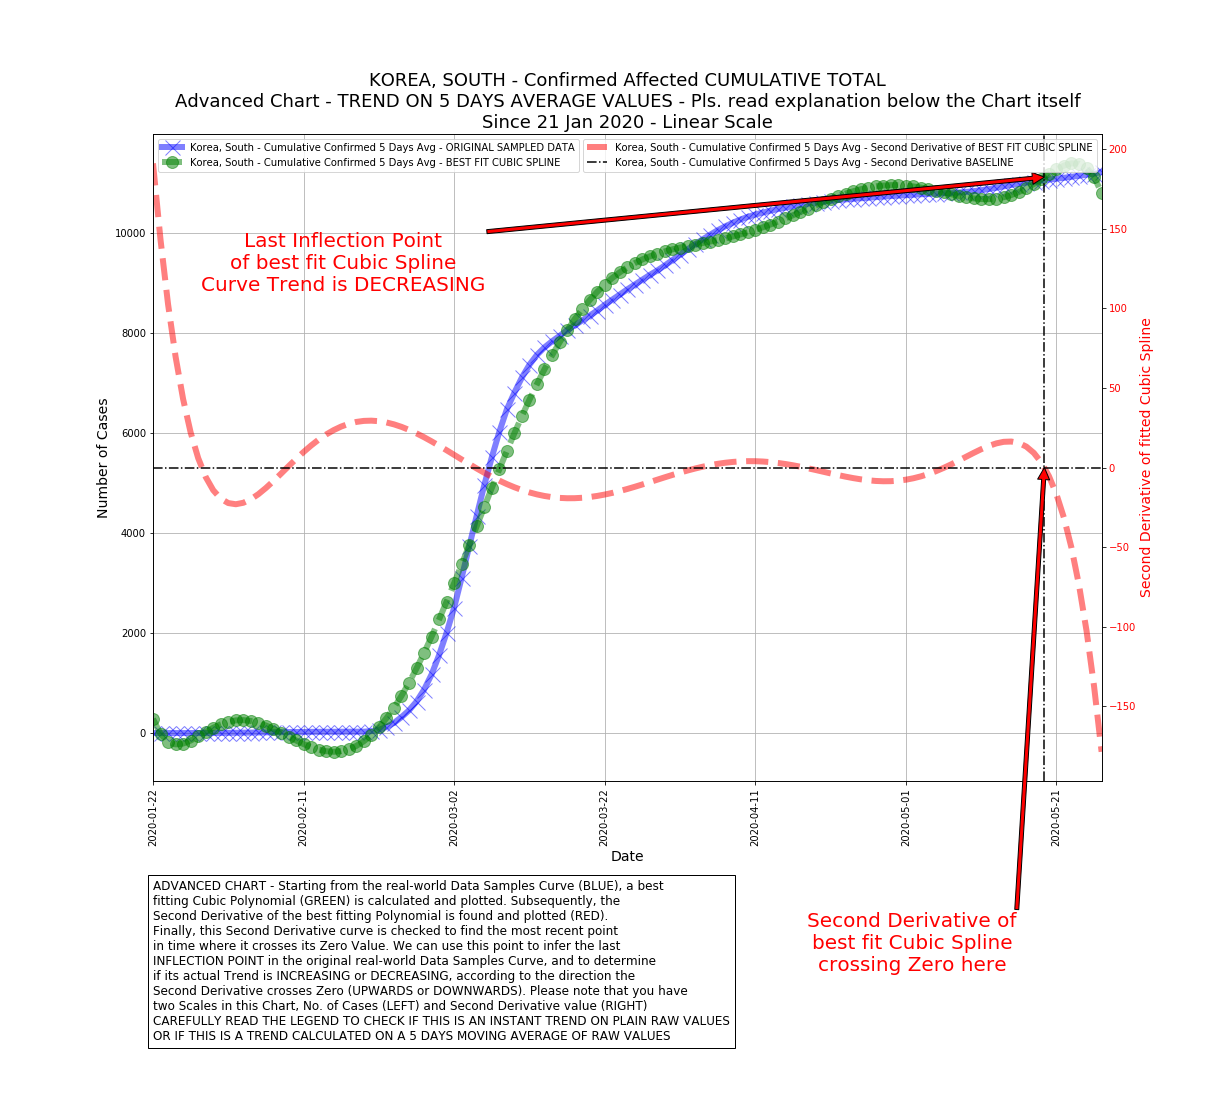 KOREA, SOUTH - Confirmed Affected CUMULATIVE TOTAL
Advanced Chart - TREND ON 5 DAYS AVERAGE VALUES - Pls. read explanation below the Chart itself
Since 21 Jan 2020 - Linear Scale
Korea, South - Cumulative Confirmed 5 Days Avg - ORIGINAL SAMPLED DATA
Korea, South - Cumulative Confirmed 5 Days Avg - BEST FIT CUBIC SPLINE
Korea, South - Cumulative Confirmed 5 Days Avg - Second Derivative of BEST FIT CUBIC SPLINE
Korea, South - Cumulative Confirmed 5 Days Avg - Second Derivative BASELINE
Last Inflection Point
of best fit Cubic Spline
Curve Trend is DECREASING
Number of Cases
10000
8000
6000
4000
2000
0
200
150
100
50
0
−50
−100
−150
Second Derivative of fitted Cubic Spline
2020-01-22
2020-02-11
2020-03-02
2020-03-22
2020-04-11
2020-05-01
2020-05-21
Date
ADVANCED CHART - Starting from the real-world Data Samples Curve (BLUE), a best
fitting Cubic Polynomial (GREEN) is calculated and plotted. Subsequently, the
Second Derivative of the best fitting Polynomial is found and plotted (RED).
Finally, this Second Derivative curve is checked to find the most recent point
in time where it crosses its Zero Value. We can use this point to infer the last
INFLECTION POINT in the original real-world Data Samples Curve, and to determine
if its actual Trend is INCREASING or DECREASING, according to the direction the
Second Derivative crosses Zero (UPWARDS or DOWNWARDS). Please note that you have
two Scales in this Chart, No. of Cases (LEFT) and Second Derivative value (RIGHT)
CAREFULLY READ THE LEGEND TO CHECK IF THIS IS AN INSTANT TREND ON PLAIN RAW VALUES
OR IF THIS IS A TREND CALCULATED ON A 5 DAYS MOVING AVERAGE OF RAW VALUES
Second Derivative of
best fit Cubic Spline
crossing Zero here